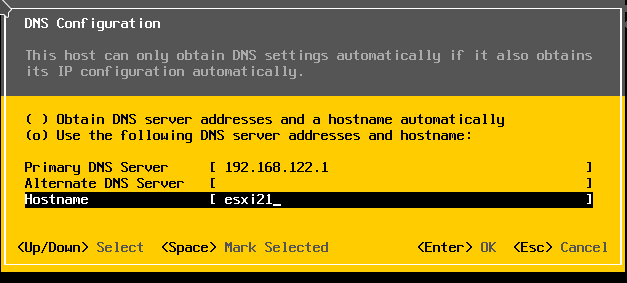 DNS Configuration
This host can only obtain DNS settings automatically if it also obtains
its IP configuration automatically.
( ) Obtain DNS server addresses and a hostname automatically
(o) Use the following DNS server addresses and hostname:
Primary DNS Server [ 192.168.122.1 ]
Alternate DNS Server [ ]
Hostname [ esxi21_ ]
<Up/Down> Select <Space> Mark Selected <Enter> OK <Esc> Cancel